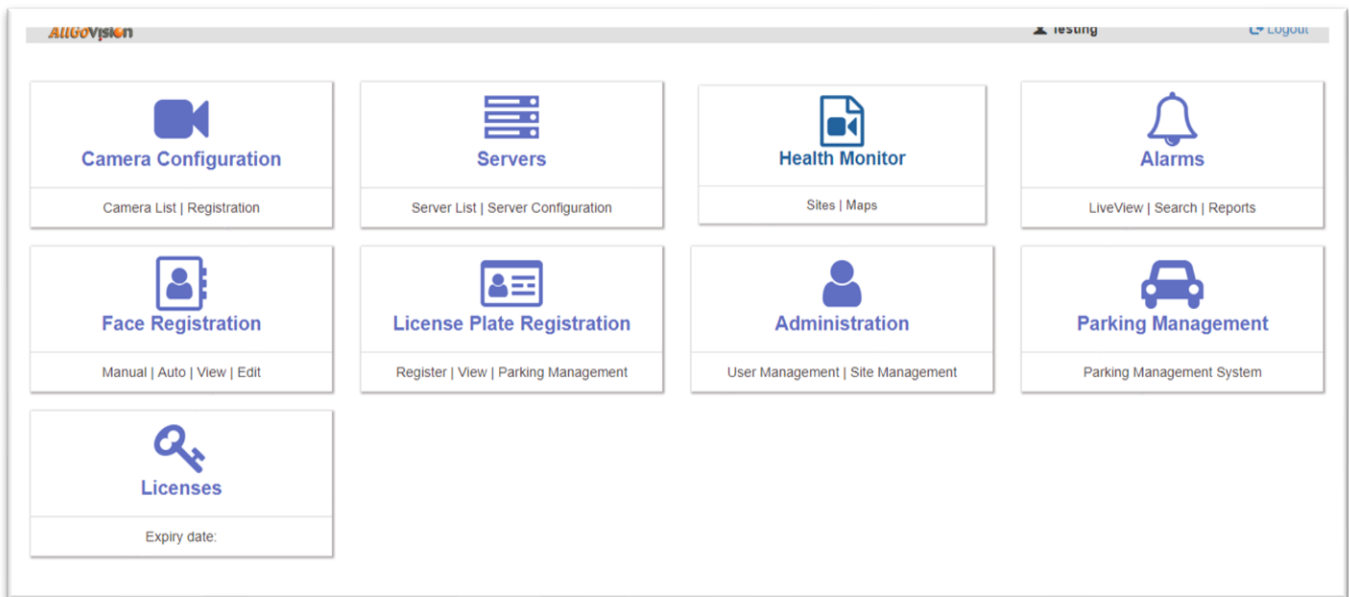 AllGoVision
Testing
Logout
Camera Configuration
Camera List | Registration
Servers
Server List | Server Configuration
Health Monitor
Sites | Maps
Alarms
LiveView | Search | Reports
Face Registration
Manual | Auto | View | Edit
License Plate Registration
Register | View | Parking Management
Administration
User Management | Site Management
Parking Management
Parking Management System
Licenses
Expiry date: